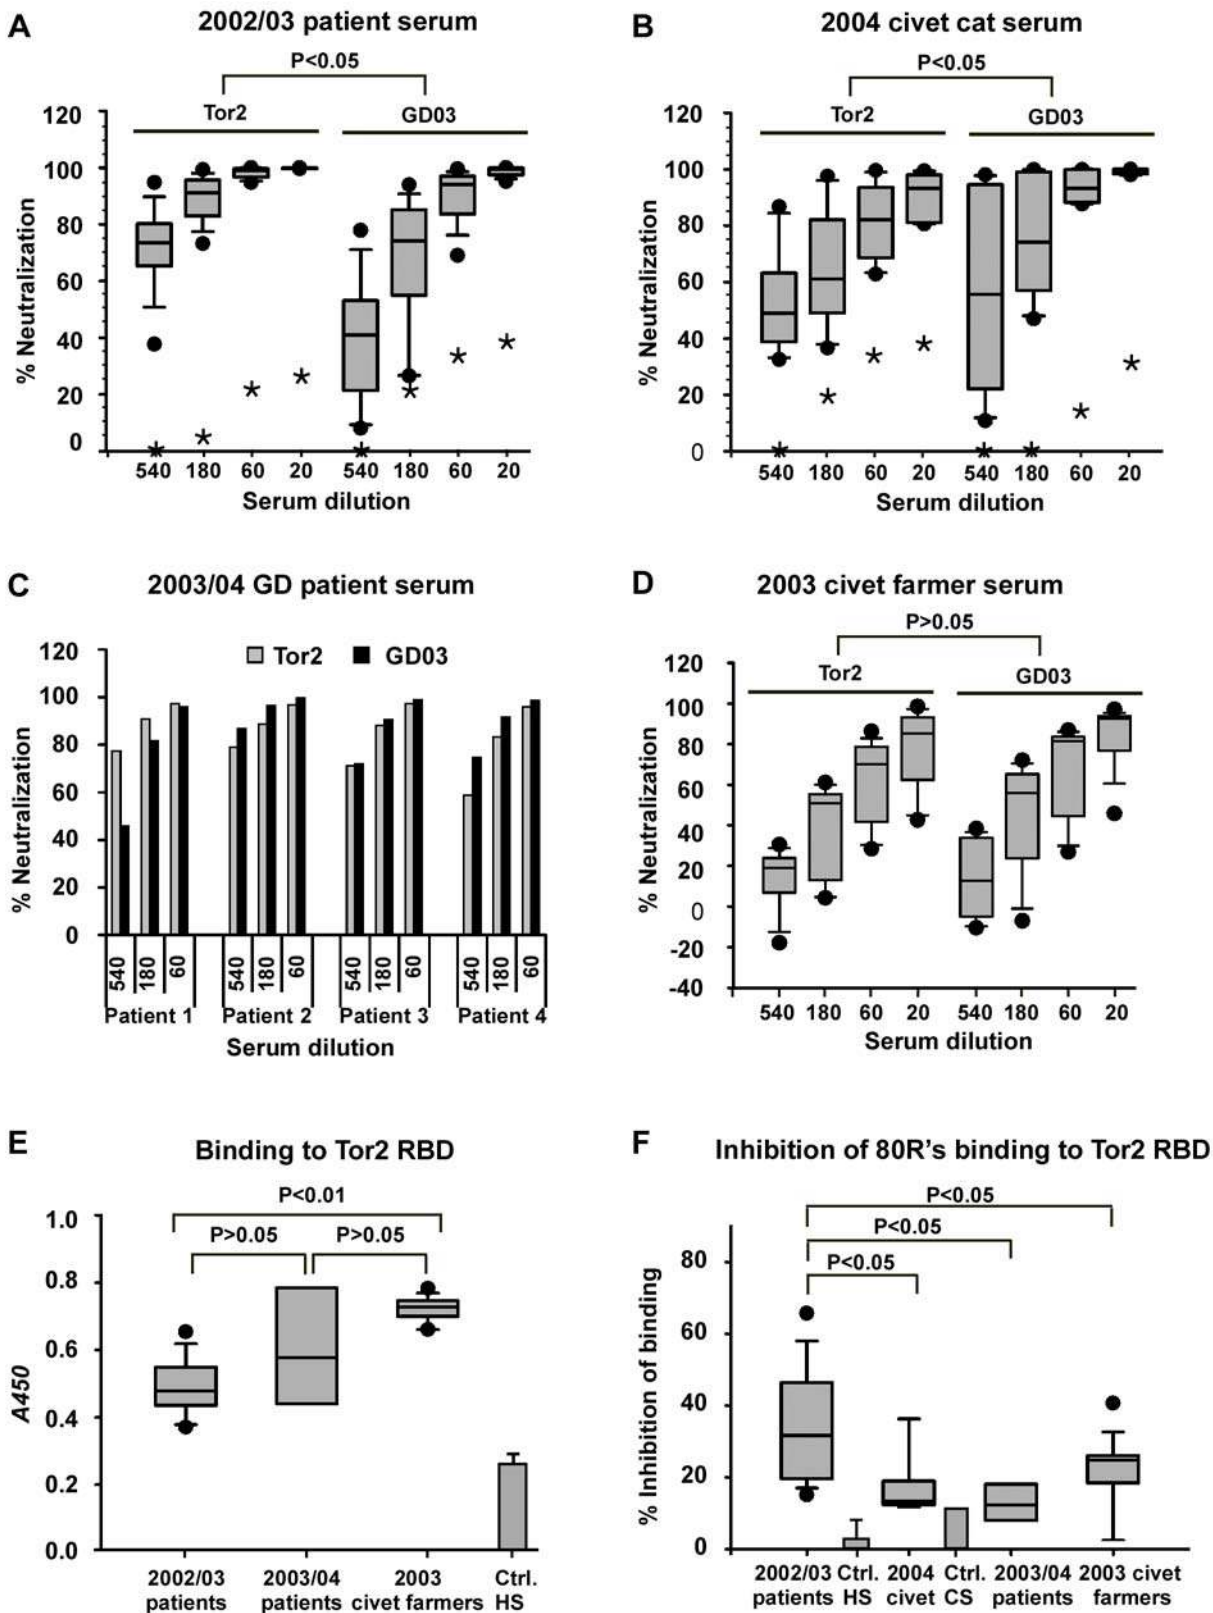 A
2002/03 patient serum
P<0.05
Tor2
GD03
120
100
80
60
40
20
0
% Neutralization
540 180 60 20 540 180 60 20
Serum dilution
B
2004 civet cat serum
P<0.05
Tor2
GD03
120
100
80
60
40
20
0
% Neutralization
540 180 60 20 540 180 60 20
Serum dilution
C
2003/04 GD patient serum
Tor2 GD03
120
100
80
60
40
20
0
% Neutralization
540 180 60 540 180 60 540 180 60 540 180 60
Patient 1 Patient 2 Patient 3 Patient 4
Serum dilution
D
2003 civet farmer serum
P>0.05
Tor2
GD03
120
100
80
60
40
20
0
-20
-40
% Neutralization
540 180 60 20 540 180 60 20
Serum dilution
E
Binding to Tor2 RBD
P<0.01
P>0.05 P>0.05
1.0
0.8
0.6
0.4
0.2
0.0
A450
2002/03 2003/04 2003 Ctrl.
patients patients civet farmers HS
F
Inhibition of 80R's binding to Tor2 RBD
P<0.05
P<0.05
P<0.05
80
60
40
20
0
% Inhibition of binding
2002/03 Ctrl. 2004 Ctrl. 2003/04 2003 civet
patients HS civet CS patients farmers